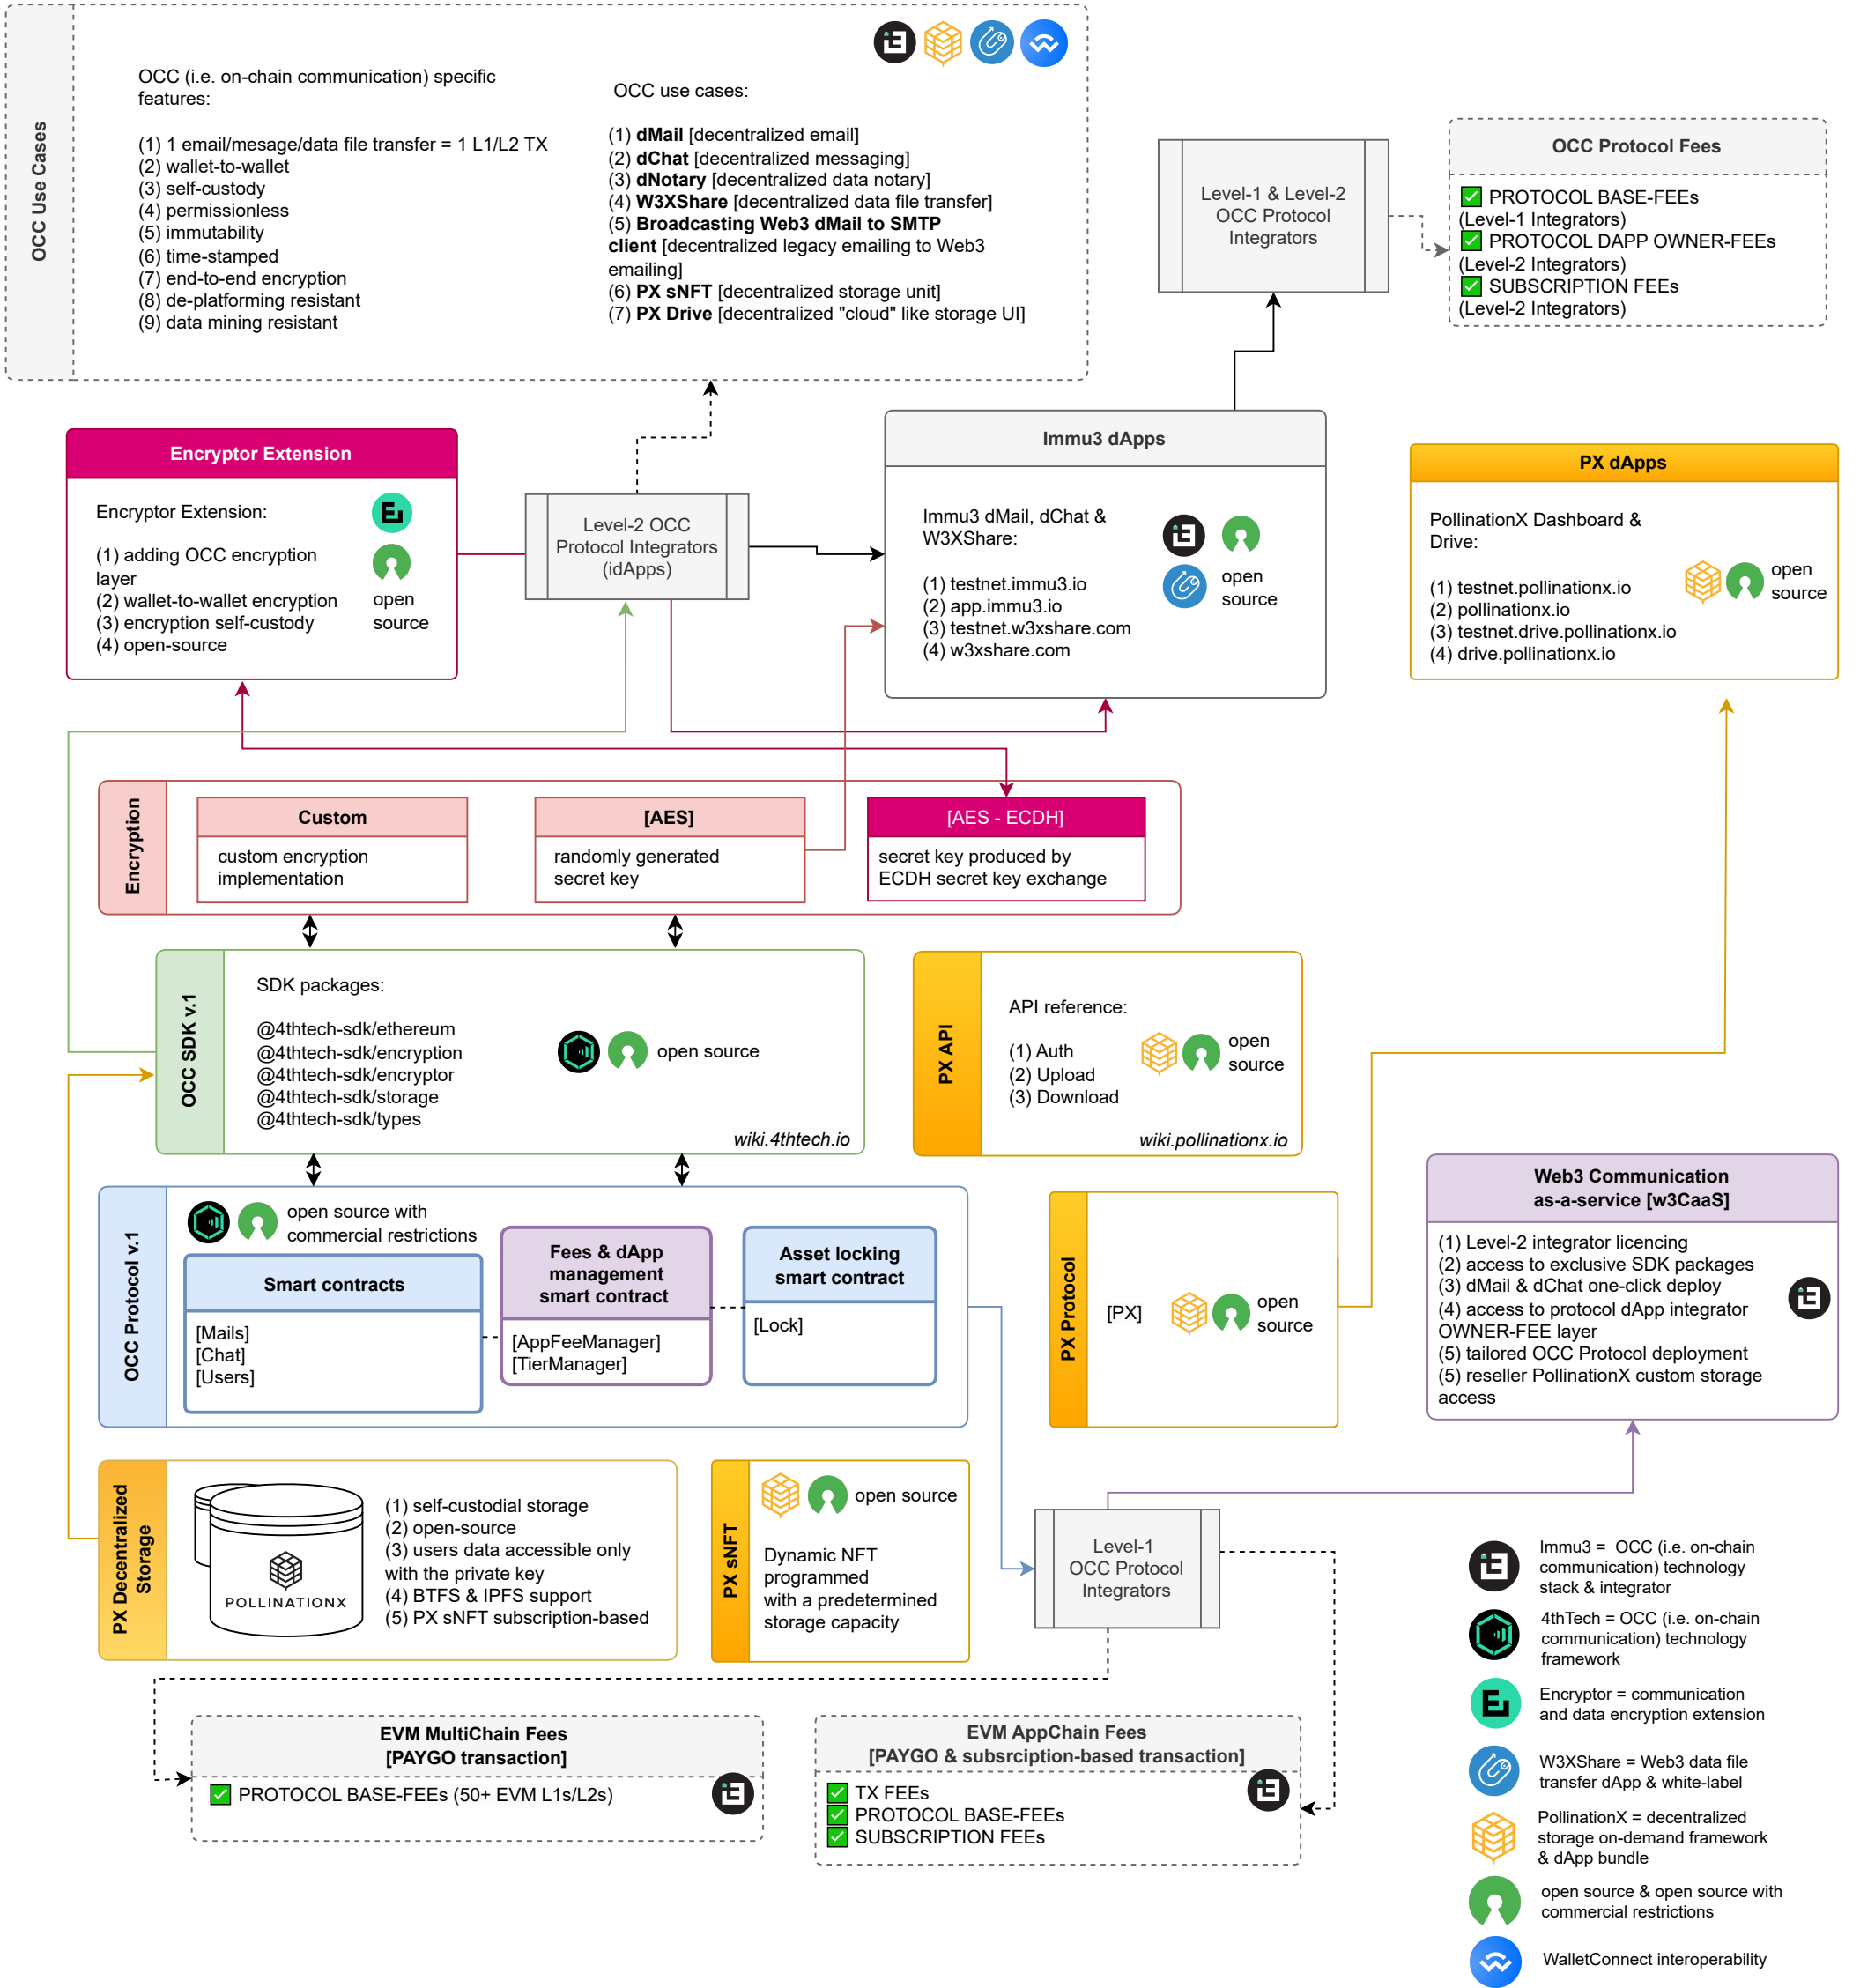 OCC Use Cases
OCC (i.e. on-chain communication) specific
features:
(1) 1 email/mesage/data file transfer = 1 L1/L2 TX
(2) wallet-to-wallet
(3) self-custody
(4) permissionless
(5) immutability
(6) time-stamped
(7) end-to-end encryption
(8) de-platforming resistant
(9) data mining resistant
OCC use cases:
(1) dMail [decentralized email]
(2) dChat [decentralized messaging]
(3) dNotary [decentralized data notary]
(4) W3XShare [decentralized data file transfer]
(5) Broadcasting Web3 dMail to SMTP
client [decentralized legacy emailing to Web3
emailing]
(6) PX sNFT [decentralized storage unit]
(7) PX Drive [decentralized "cloud" like storage UI]
Level-1 & Level-2
OCC Protocol
Integrators
OCC Protocol Fees
PROTOCOL BASE-FEEs
(Level-1 Integrators)
PROTOCOL DAPP OWNER-FEEs
(Level-2 Integrators)
SUBSCRIPTION FEEs
(Level-2 Integrators)
Encryptor Extension
Encryptor Extension:
(1) adding OCC encryption
layer
(2) wallet-to-wallet encryption
(3) encryption self-custody
(4) open-source
open
source
Level-2 OCC
Protocol Integrators
(idApps)
Immu3 dApps
Immu3 dMail, dChat &
W3XShare:
(1) testnet.immu3.io
(2) app.immu3.io
(3) testnet.w3xshare.com
(4) w3xshare.com
open
source
PX dApps
PollinationX Dashboard &
Drive:
(1) testnet.pollinationx.io
(2) pollinationx.io
(3) testnet.drive.pollinationx.io
(4) drive.pollinationx.io
open
source
Encryption
Custom
custom encryption
implementation
[AES]
randomly generated
secret key
[AES - ECDH]
secret key produced by
ECDH secret key exchange
OCC SDK v.1
SDK packages:
@4thtech-sdk/ethereum
@4thtech-sdk/encryption
@4thtech-sdk/encryptor
@4thtech-sdk/storage
@4thtech-sdk/types
open source
wiki.4thtech.io
PX API
API reference:
(1) Auth
(2) Upload
(3) Download
open
source
wiki.pollinationx.io
OCC Protocol v.1
open source with
commercial restrictions
Smart contracts
[Mails]
[Chat]
[Users]
Fees & dApp
management
smart contract
[AppFeeManager]
[TierManager]
Asset locking
smart contract
[Lock]
PX Protocol
[PX]
open
source
Web3 Communication
as-a-service [w3CaaS]
(1) Level-2 integrator licencing
(2) access to exclusive SDK packages
(3) dMail & dChat one-click deploy
(4) access to protocol dApp integrator
OWNER-FEE layer
(5) tailored OCC Protocol deployment
(5) reseller PollinationX custom storage
access
PX Decentralized
Storage
POLLINATIONX
(1) self-custodial storage
(2) open-source
(3) users data accessible only
with the private key
(4) BTFS & IPFS support
(5) PX sNFT subscription-based
PX sNFT
open source
Dynamic NFT
programmed
with a predetermined
storage capacity
Level-1
OCC Protocol
Integrators
EVM MultiChain Fees
[PAYGO transaction]
PROTOCOL BASE-FEEs (50+ EVM L1s/L2s)
EVM AppChain Fees
[PAYGO & subsrciption-based transaction]
TX FEEs
PROTOCOL BASE-FEEs
SUBSCRIPTION FEEs
Immu3 = OCC (i.e. on-chain
communication) technology
stack & integrator
4thTech = OCC (i.e. on-chain
communication) technology
framework
Encryptor = communication
and data encryption extension
W3XShare = Web3 data file
transfer dApp & white-label
PollinationX = decentralized
storage on-demand framework
& dApp bundle
open source & open source with
commercial restrictions
WalletConnect interoperability